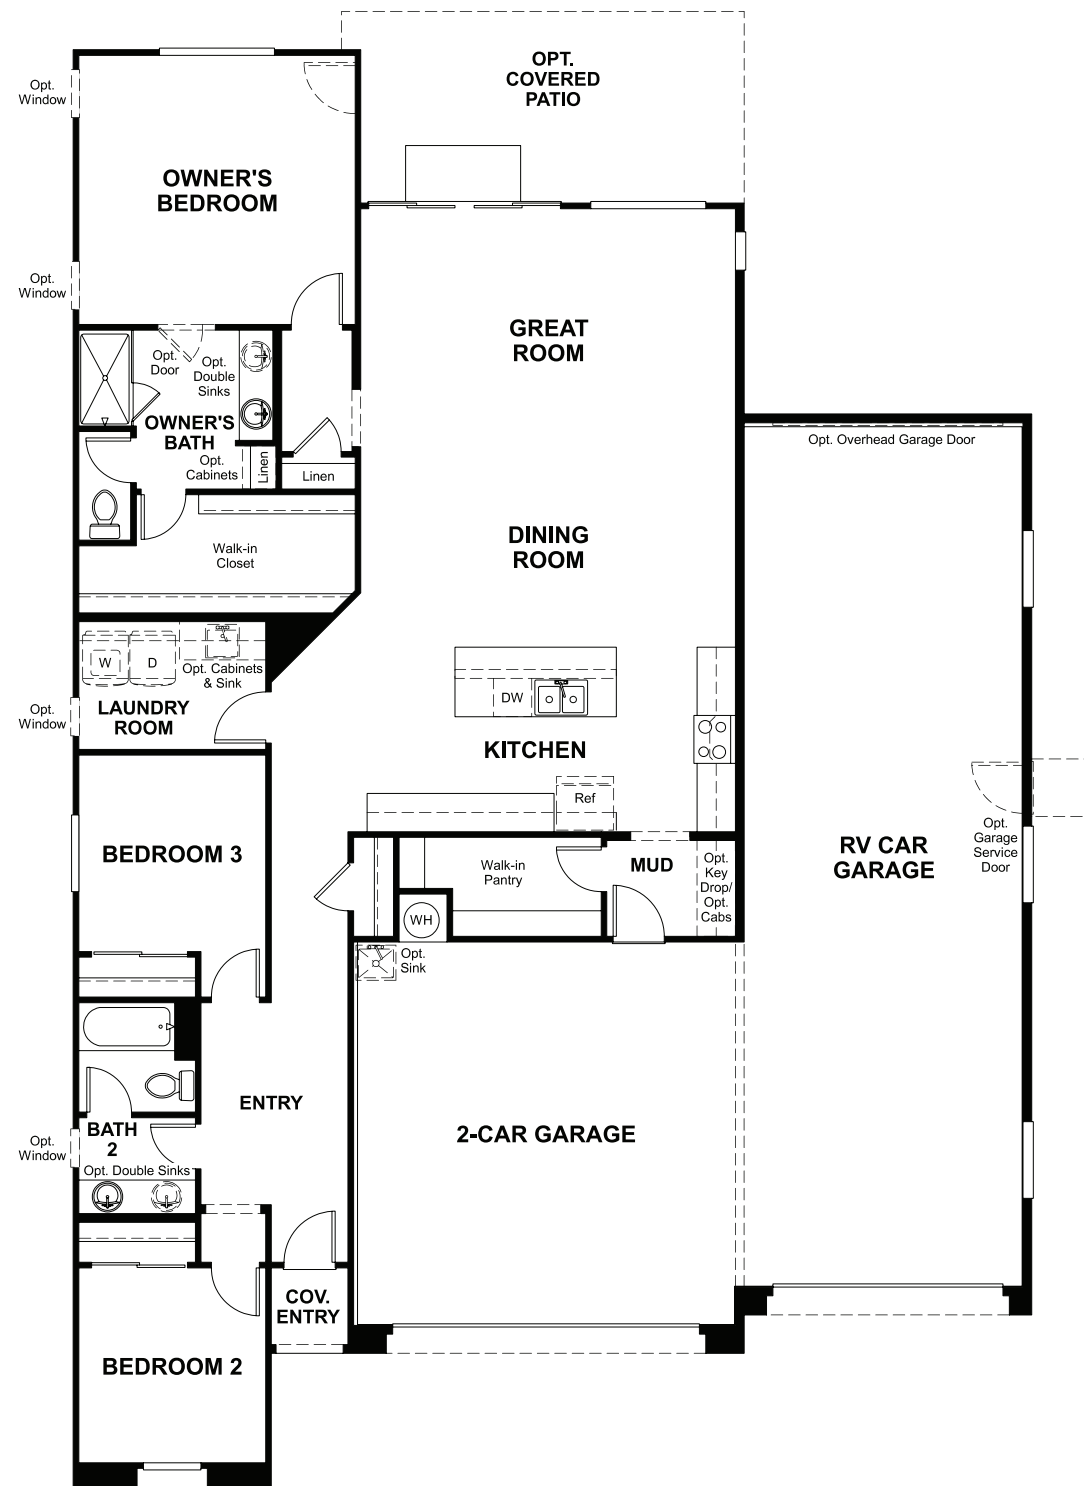 OPT.
COVERED
PATIO
Opt.
Window
OWNER'S
BEDROOM
Opt.
Window
GREAT
ROOM
Opt.
Door
Opt.
Double
Sinks
OWNER'S
BATH
Opt.
Cabinets
Linen
Linen
Opt. Overhead Garage Door
DINING
ROOM
Walk-in
Closet
W
D
Opt. Cabinets
& Sink
LAUNDRY
ROOM
Opt.
Window
DW
KITCHEN
Ref
BEDROOM 3
Walk-in
Pantry
MUD
Opt.
Key
Drop/
Opt.
Cabs
WH
Opt.
Sink
RV CAR
GARAGE
Opt.
Garage
Service
Door
ENTRY
2-CAR GARAGE
BATH
2
Opt.
Window
Opt. Double Sinks
COV.
ENTRY
BEDROOM 2